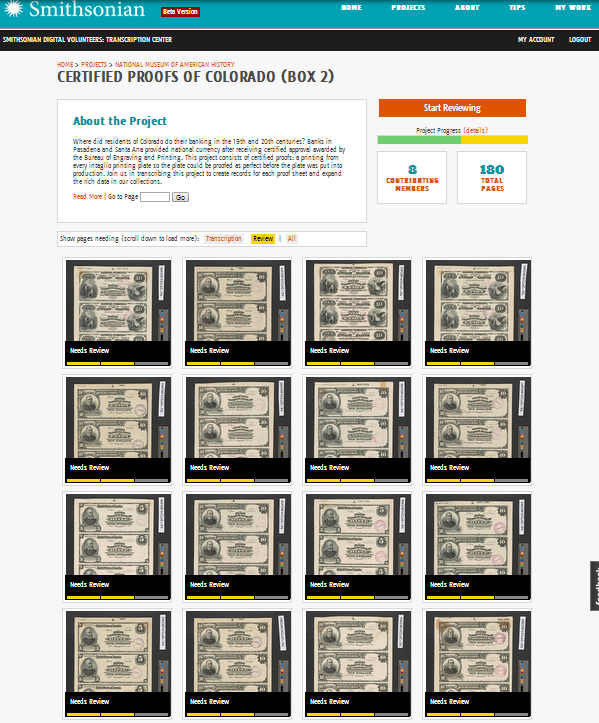 Smithsonian
Beta Version
HOME PROJECTS ABOUT TIPS MY WORK
SMITHSONIAN DIGITAL VOLUNTEERS: TRANSCRIPTION CENTER
MY ACCOUNT LOGOUT
HOME > PROJECTS > NATIONAL MUSEUM OF AMERICAN HISTORY
CERTIFIED PROOFS OF COLORADO (BOX 2)
About the Project
Where did residents of Colorado do their banking in the 19th and 20th centuries? Banks in
Pasadena and Santa Ana provided national currency after receiving certified approval awarded by
the Bureau of Engraving and Printing. This project consists of certified proofs: a printing from
every intaglio printing plate so the plate could be proofed as perfect before the plate was put into
production. Join us in transcribing this project to create records for each proof sheet and expand
the rich data in our collections.
Read More | Go to Page Go
Start Reviewing
Project Progress (details)
8
CONTRIBUTING
MEMBERS
180
TOTAL
PAGES
Show pages needing (scroll down to load more): Transcription Review | All
Needs Review Needs Review Needs Review Needs Review
Needs Review Needs Review Needs Review Needs Review
Needs Review Needs Review Needs Review Needs Review
Needs Review Needs Review Needs Review Needs Review